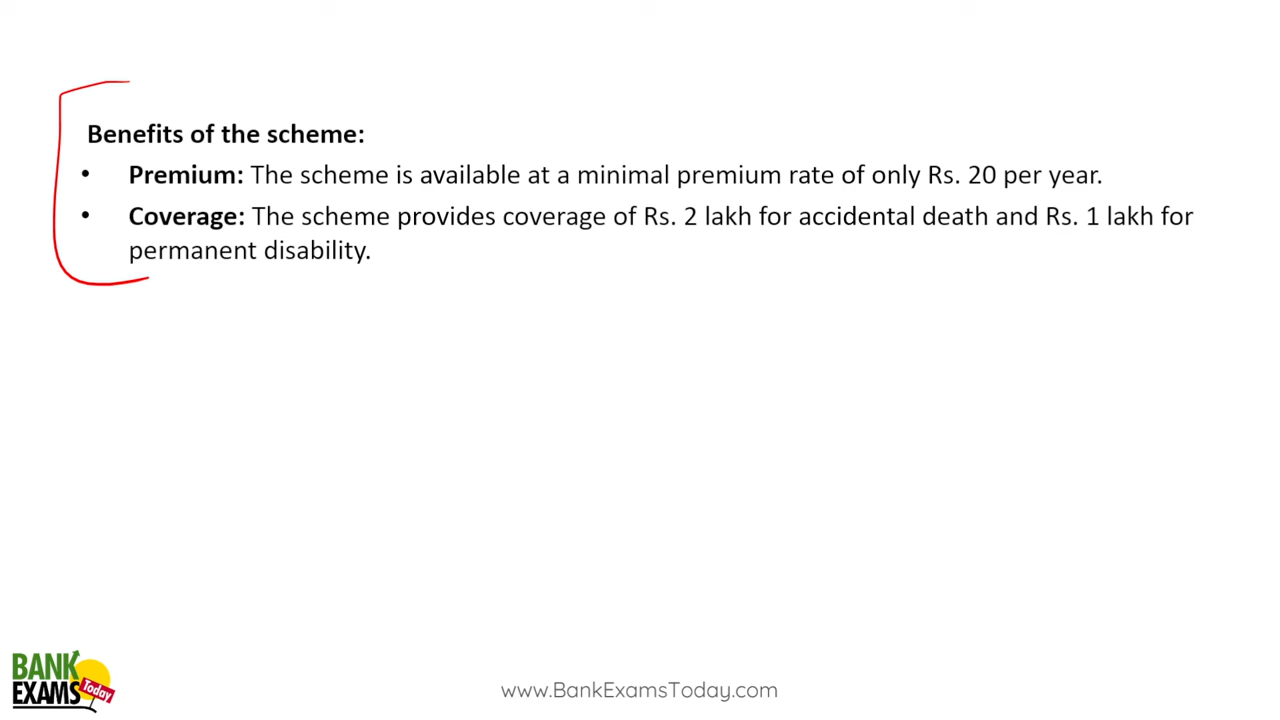 Benefits of the scheme:
• Premium: The scheme is available at a minimal premium rate of only Rs. 20 per year.
• Coverage: The scheme provides coverage of Rs. 2 lakh for accidental death and Rs. 1 lakh for
permanent disability.
BANK
EXAMS
Today
www.BankExamsToday.com